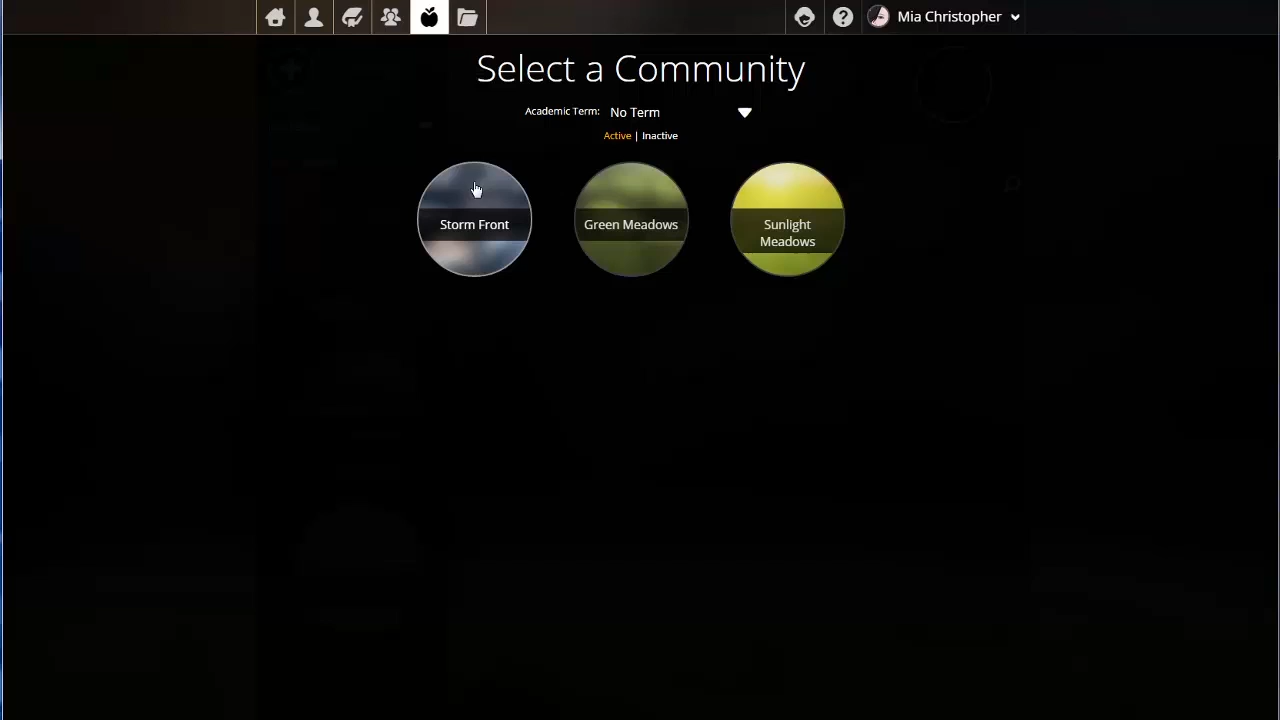 Mia Christopher
Select a Community
Academic Term: No Term
Active | Inactive
Storm Front
Green Meadows
Sunlight
Meadows